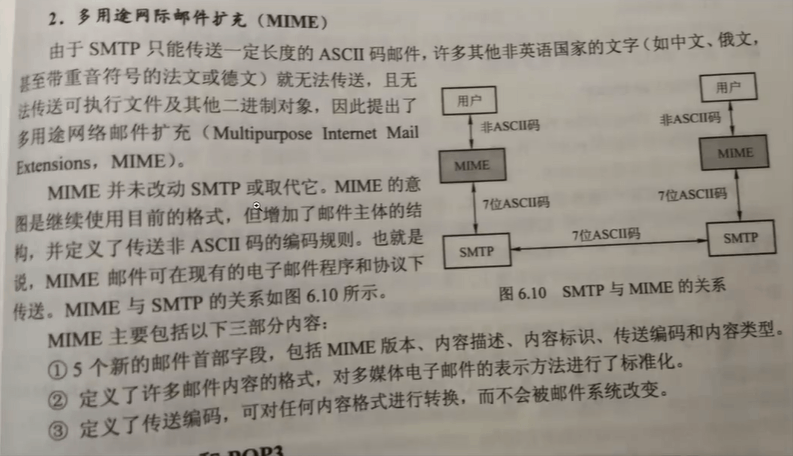 2．多用途网际邮件扩充（MIME）
由于 SMTP 只能传送一定长度的 ASCII 码邮件，许多其他非英语国家的文字（如中文、俄文，
甚至带重音符号的法文或德文）就无法传送，且无
法传送可执行文件及其他二进制对象，因此提出了
多用途网络邮件扩充（Multipurpose Internet Mail
Extensions，MIME）。
MIME 并未改动 SMTP 或取代它。MIME 的意
图是继续使用目前的格式，但增加了邮件主体的结
构，并定义了传送非 ASCII 码的编码规则。也就是
说，MIME 邮件可在现有的电子邮件程序和协议下
传送。MIME 与 SMTP 的关系如图 6.10 所示。
用户
用户
非ASCII码
非ASCII码
MIME
MIME
7位ASCII码
7位ASCII码
SMTP
7位ASCII码
SMTP
图 6.10 SMTP 与 MIME 的关系
MIME 主要包括以下三部分内容：
① 5 个新的邮件首部字段，包括 MIME 版本、内容描述、内容标识、传送编码和内容类型。
② 定义了许多邮件内容的格式，对多媒体电子邮件的表示方法进行了标准化。
③ 定义了传送编码，可对任何内容格式进行转换，而不会被邮件系统改变。
和 POP3